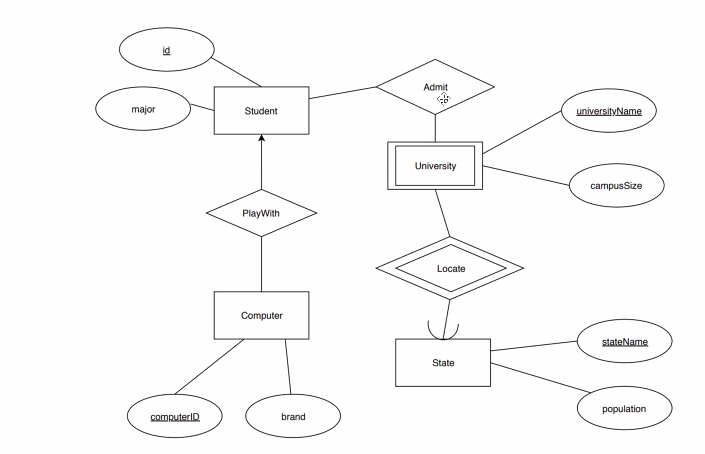 id
Admit
major
Student
universityName
University
campusSize
PlayWith
Locate
Computer
stateName
State
computerID
brand
population